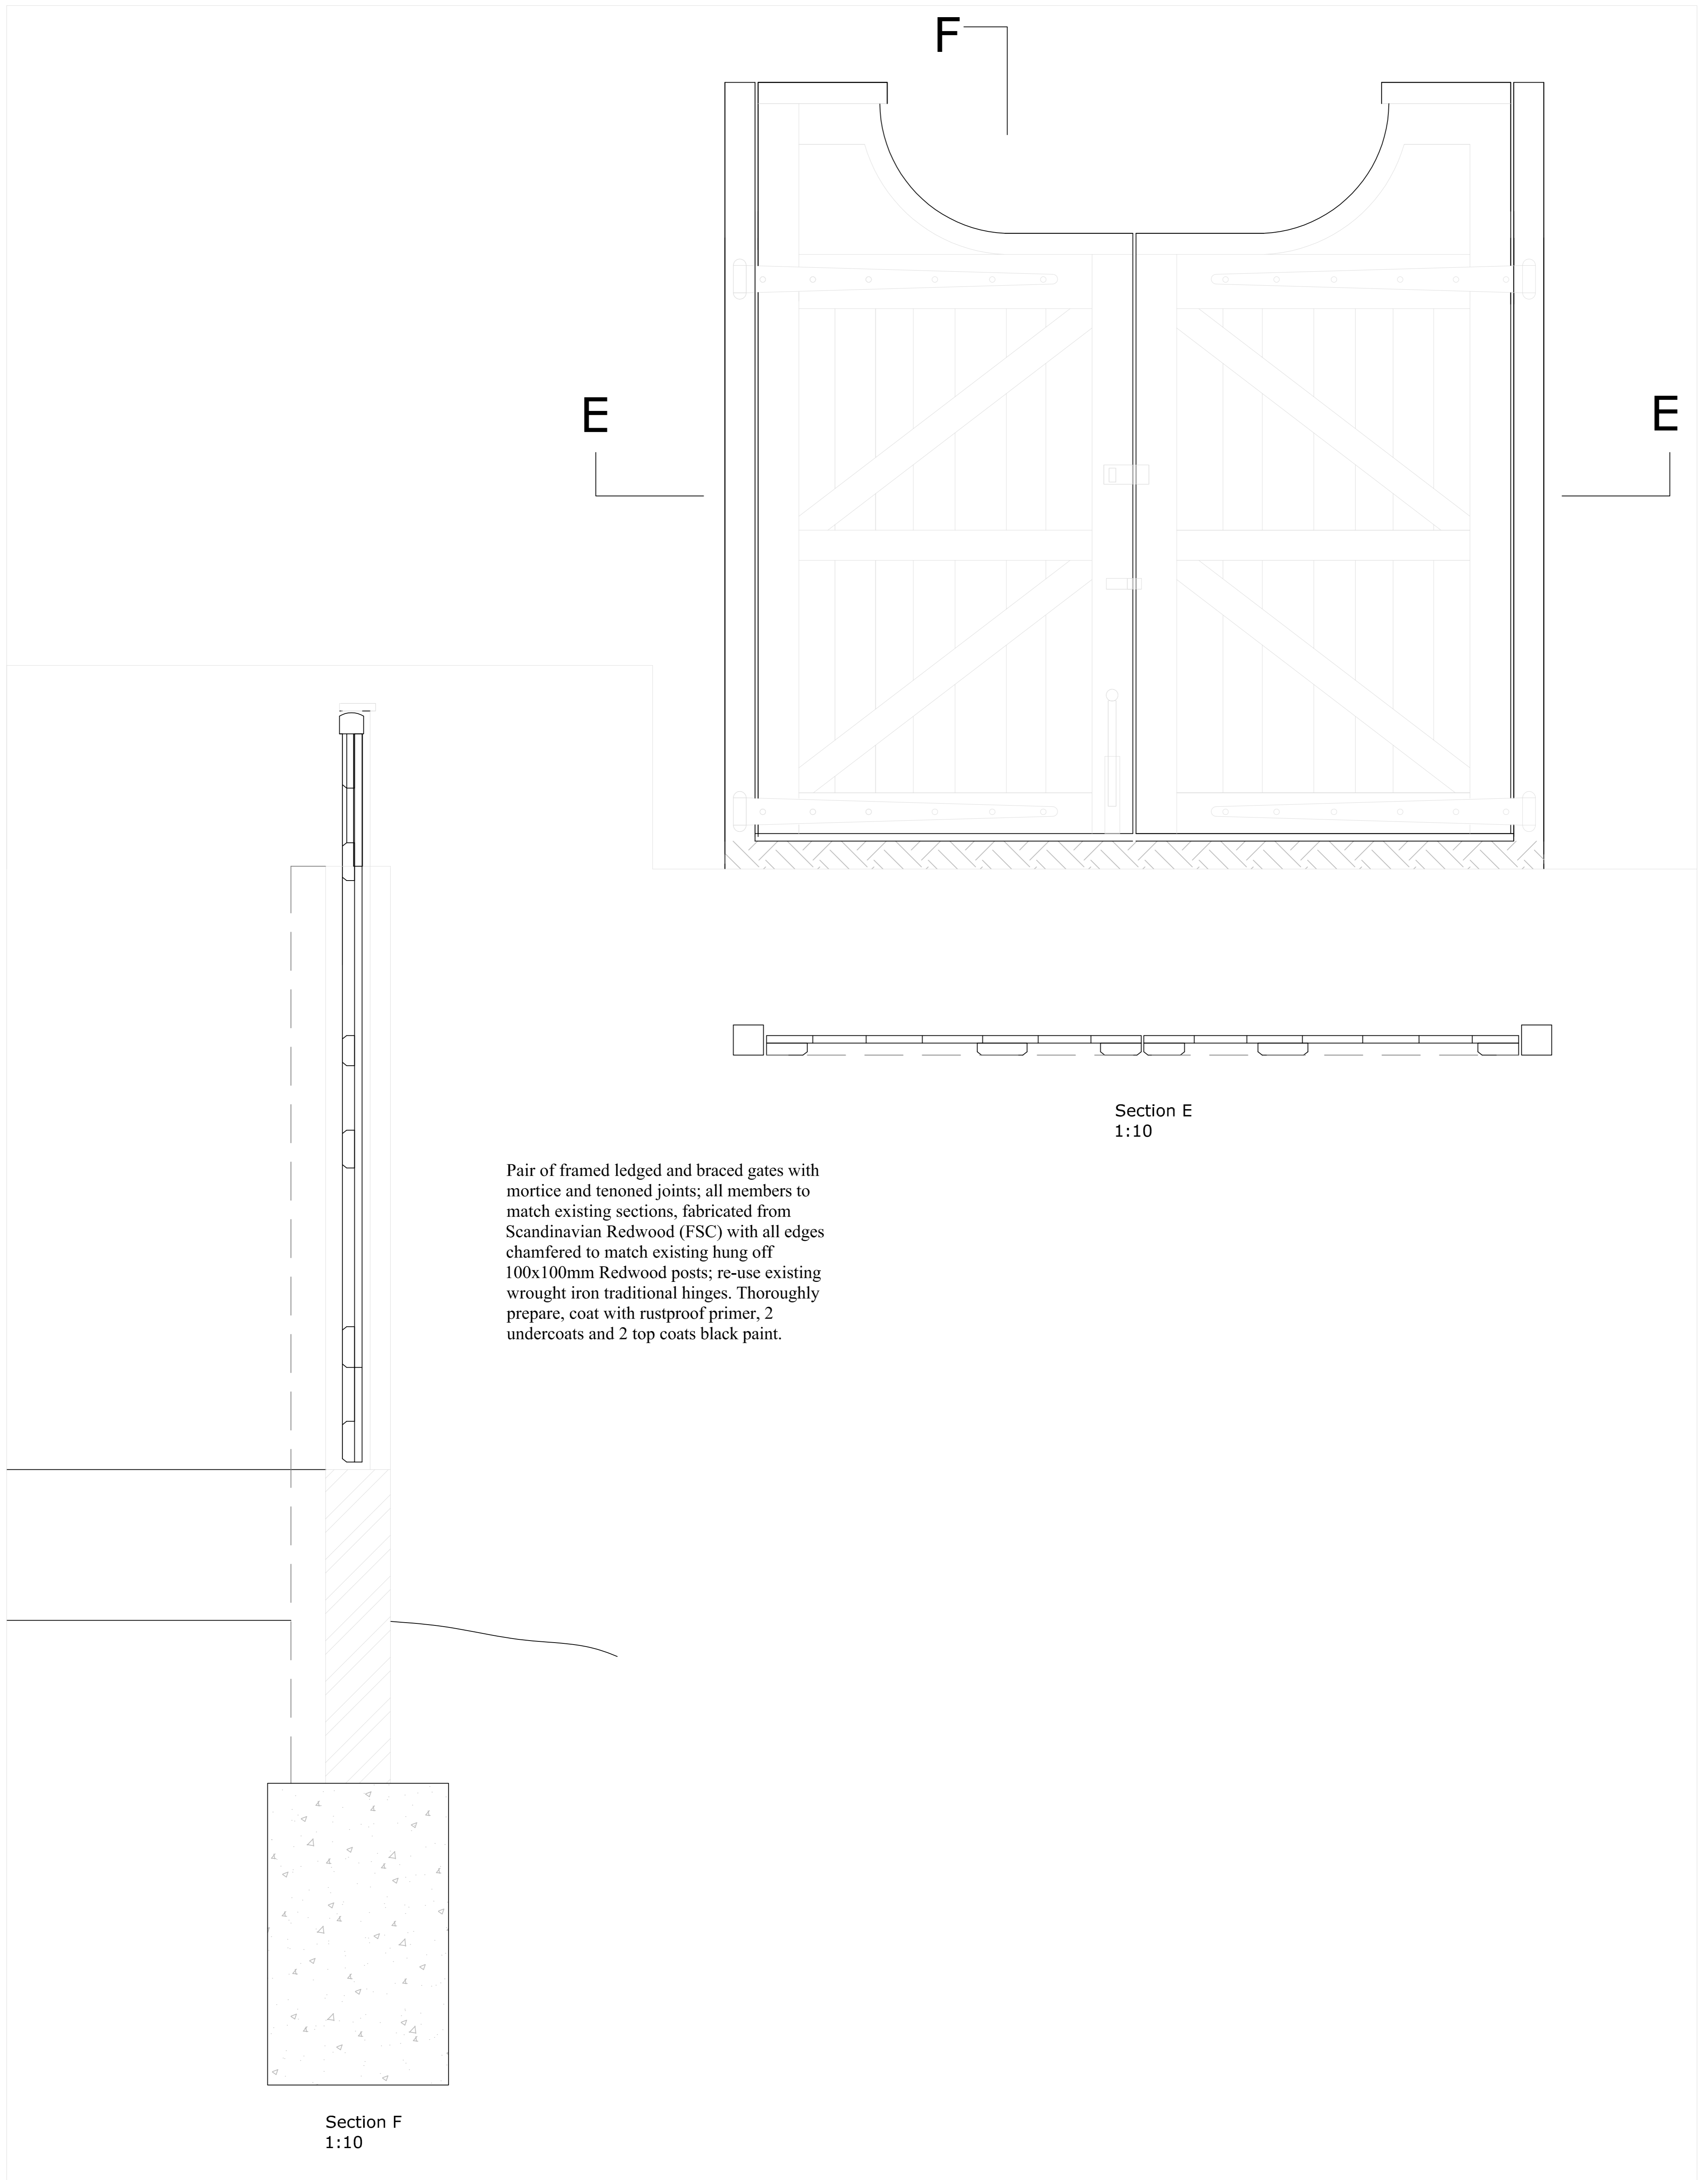 F
E
E
Section E
1:10
Pair of framed ledged and braced gates with
mortice and tenoned joints; all members to
match existing sections, fabricated from
Scandinavian Redwood (FSC) with all edges
chamfered to match existing hung off
100x100mm Redwood posts; re-use existing
wrought iron traditional hinges. Thoroughly
prepare, coat with rustproof primer, 2
undercoats and 2 top coats black paint.
Section F
1:10